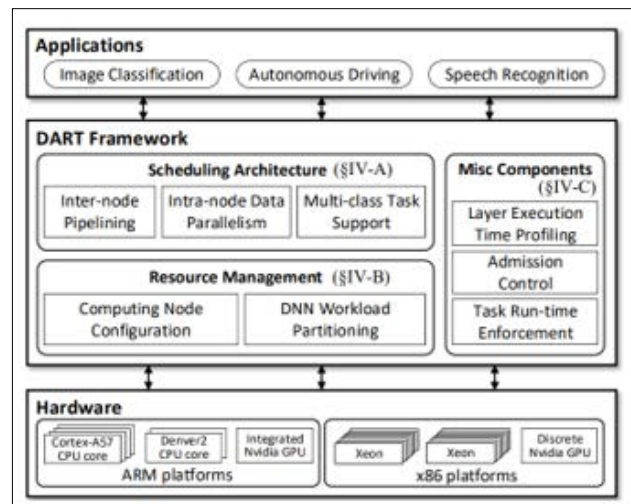 Applications
Image Classification
Autonomous Driving
Speech Recognition
DART Framework
Scheduling Architecture (§IV-A)
Inter-node
Pipelining
Intra-node Data
Parallelism
Multi-class Task
Support
Resource Management (§IV-B)
Computing Node
Configuration
DNN Workload
Partitioning
Misc Components
(§IV-C)
Layer Execution
Time Profiling
Admission
Control
Task Run-time
Enforcement
Hardware
Cortex-A57
CPU core
Denver2
CPU core
Integrated
Nvidia GPU
ARM platforms
Xeon
Xeon
Discrete
Nvidia GPU
x86 platforms